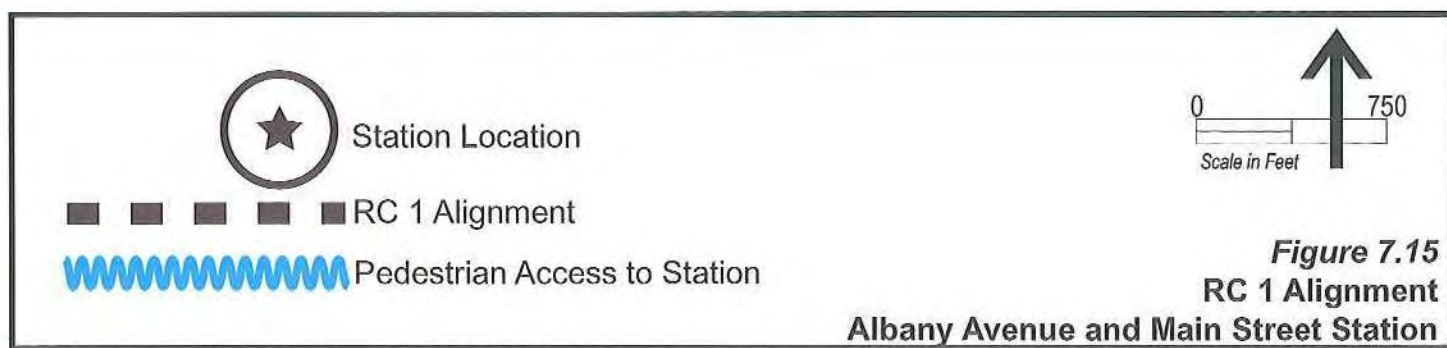 Station Location
RC 1 Alignment
Pedestrian Access to Station
0 750
Scale in Feet
Figure 7.15
RC 1 Alignment
Albany Avenue and Main Street Station